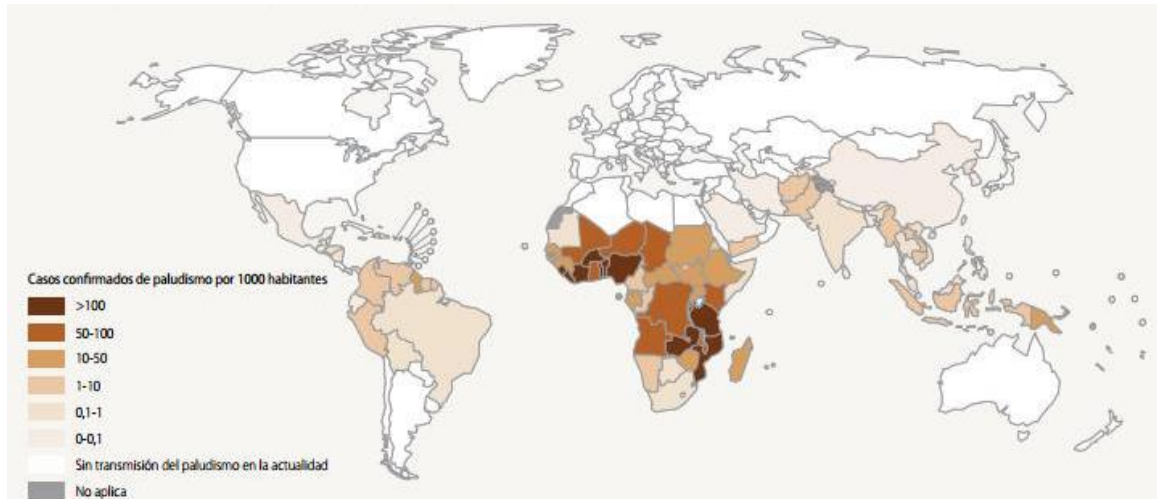 Casos confirmados de paludismo por 1000 habitantes
>100
50-100
10-50
1-10
0,1-1
0-0,1
Sin transmisión del paludismo en la actualidad
No aplica